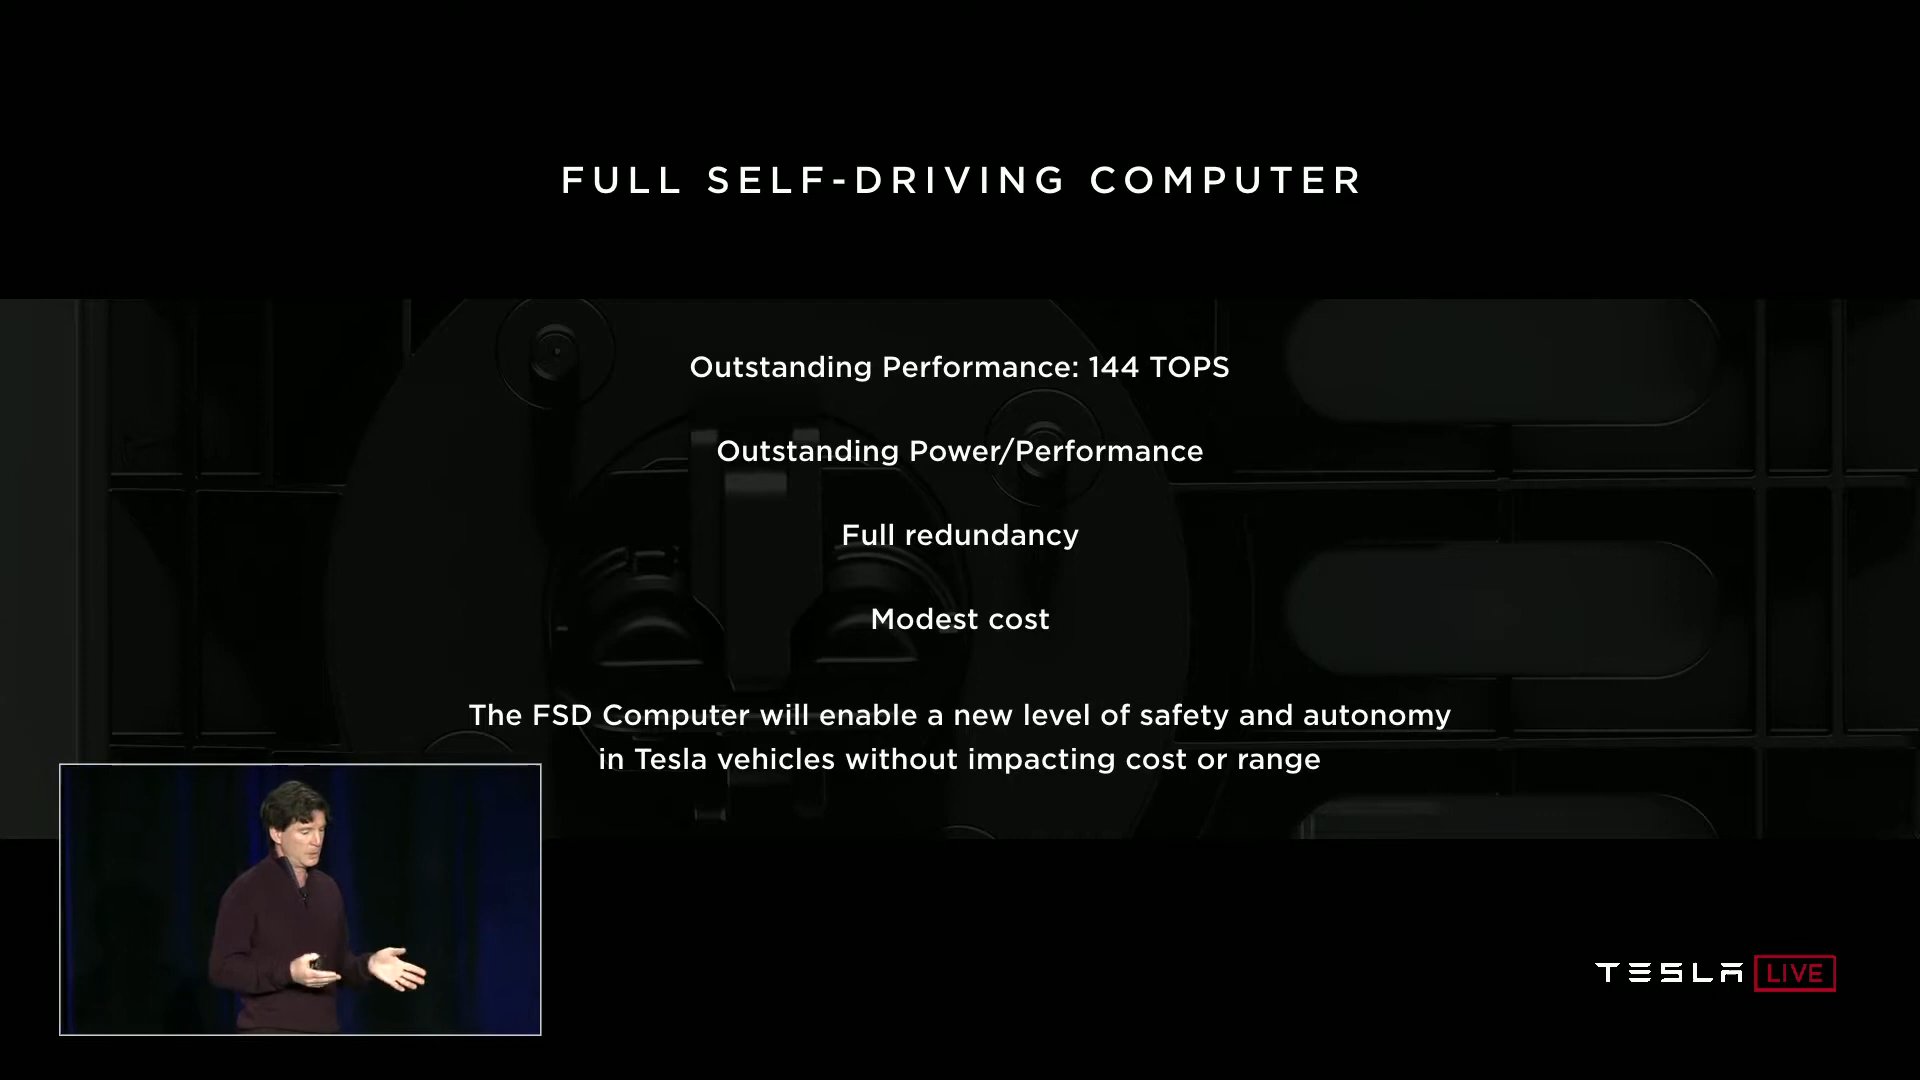 FULL SELF-DRIVING COMPUTER
Outstanding Performance: 144 TOPS
Outstanding Power/Performance
Full redundancy
Modest cost
The FSD Computer will enable a new level of safety and autonomy
in Tesla vehicles without impacting cost or range
TESLA LIVE